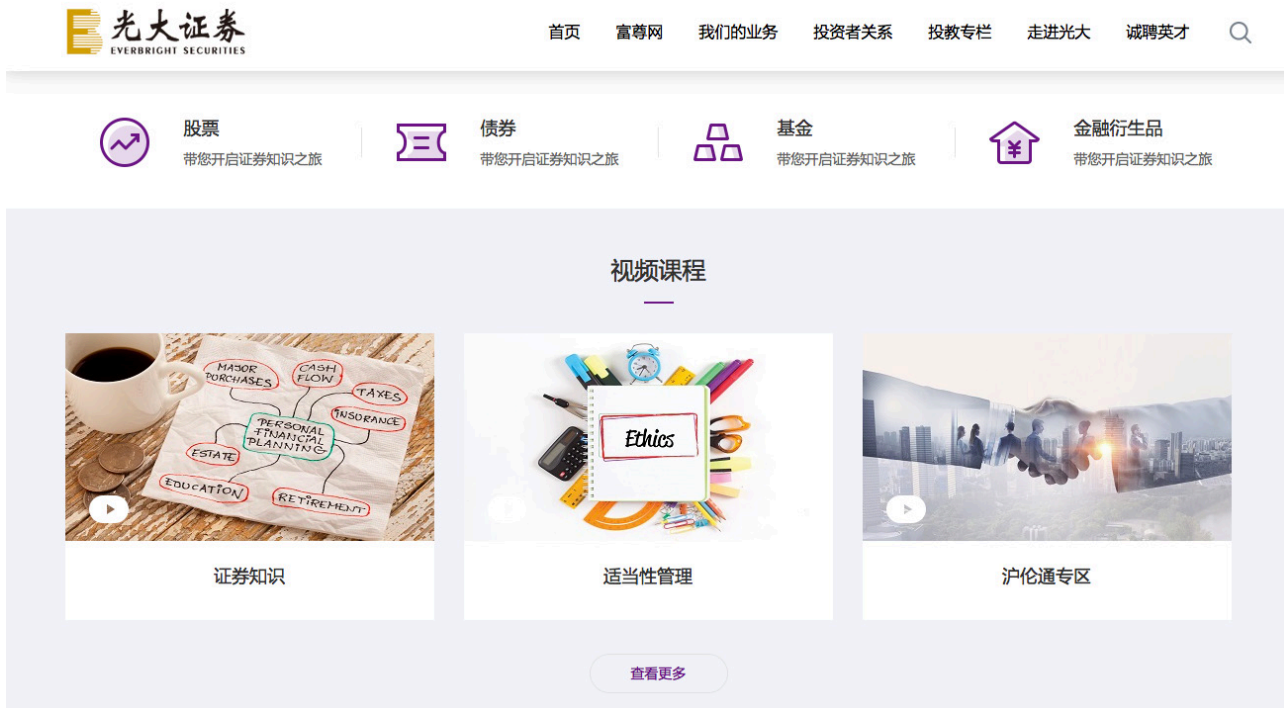 光大证券
EVERBRIGHT SECURITIES
首页 富尊网 我们的业务 投资者关系 投教专栏 走进光大 诚聘英才
股票 债券 基金 金融衍生品
带您开启证券知识之旅 带您开启证券知识之旅 带您开启证券知识之旅 带您开启证券知识之旅
视频课程
MAJOR
PORCHASES
CASH
FLOW
TAXES
INSORANCE
PERSONAL
FINANCIAL
PLANNING
ESTATE
EDUCATION
RETIREMENT
Ethics
证券知识 适当性管理 沪伦通专区
查看更多